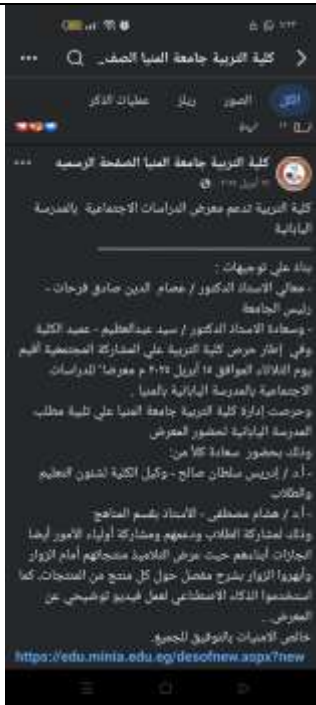 كلية التربية جامعة المنيا الصف...
الكل
الصور
ريلز
عمليات الذكر
كلية التربية جامعة المنيا الصفحة الرسمية
كلية التربية تدعم معرض الدراسات الاجتماعية بالمدرسة
اليابانية
بناء على توجيهات :
- معالي الاستاذ الدكتور / عصام الدين صادق فرحات -
رئيس الجامعة
- وسعادة الاستاذ الدكتور / سيد عبدالعظيم - عميد الكلية
وفي إطار حرص كلية التربية على المشاركة المجتمعية أقيم
يوم الثلاثاء الموافق ١٥ أبريل ٢٠٢٥ م معرضا" للدراسات
الاجتماعية بالمدرسة اليابانية بالمنيا .
وحرصت إدارة كلية التربية جامعة المنيا على تلبية مطلب
المدرسة اليابانية لحضور المعرض
وذلك بحضور سعادة كلا من:
- أ.د / إدريس سلطان صالح - وكيل الكلية لشئون التعليم
والطلاب
- أ.د / هشام مصطفى - الأستاذ بقسم المناهج
وذلك لمشاركة الطلاب ودعمهم ومشاركة أولياء الأمور أيضا
انجازات أبناءهم حيث عرض التلاميذ منتجاتهم أمام الزوار
وأبهروا الزوار بشرح مفصل حول كل منتج من المنتجات، كما
استخدموا الذكاء الاصطناعي لعمل فيديو توضيحي عن
المعرض..
خالص الامنيات بالتوفيق للجميع.
https://edu.minia.edu.eg/desofnew.aspx?new